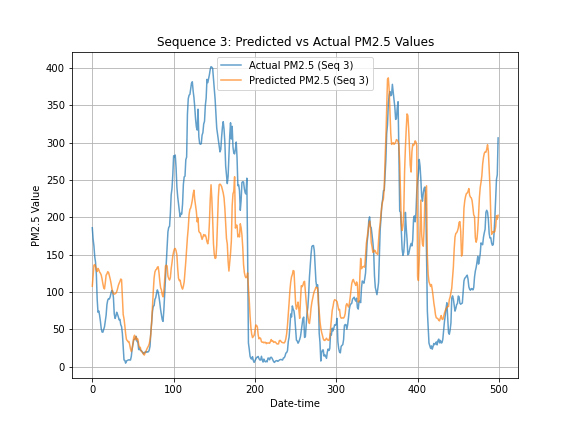 Sequence 3: Predicted vs Actual PM2.5 Values
Actual PM2.5 (Seq 3)
Predicted PM2.5 (Seq 3)
PM2.5 Value
400
350
300
250
200
150
100
50
0
0 100 200 300 400 500
Date-time